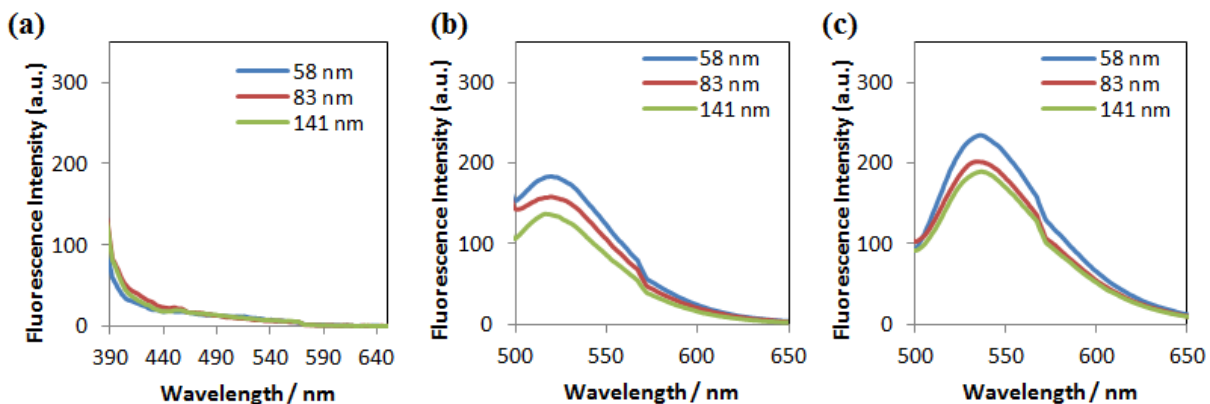 (a)
Fluorescence Intensity (a.u.)
300
200
100
0
58 nm
83 nm
141 nm
390 440 490 540 590 640
Wavelength / nm
(b)
Fluorescence Intensity (a.u.)
300
200
100
0
58 nm
83 nm
141 nm
500 550 600 650
Wavelength / nm
(c)
Fluorescence Intensity (a.u.)
300
200
100
0
58 nm
83 nm
141 nm
500 550 600 650
Wavelength / nm